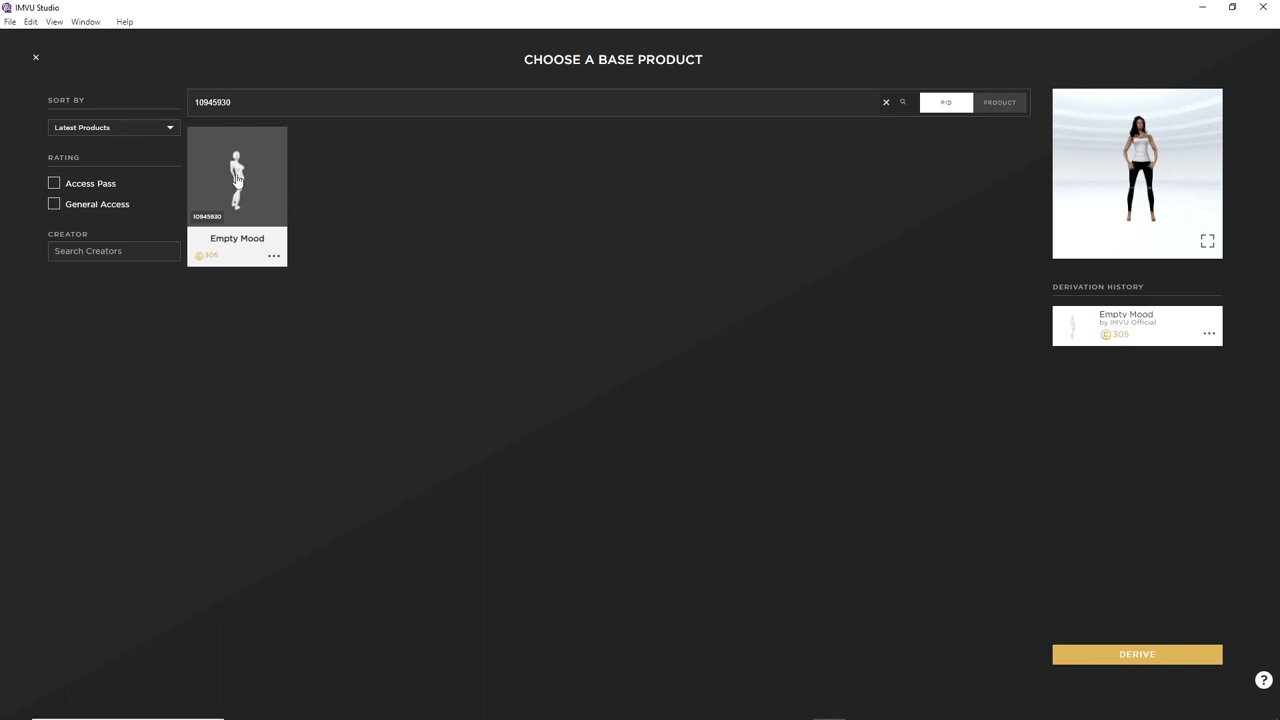 IMVU Studio
File Edit View Window Help
CHOOSE A BASE PRODUCT
SORT BY
Latest Products
RATING
Access Pass
General Access
CREATOR
Search Creators
10945930
PID PRODUCT
10945930
Empty Mood
305
DERIVATION HISTORY
Empty Mood
by IMVU Official
305
DERIVE
?